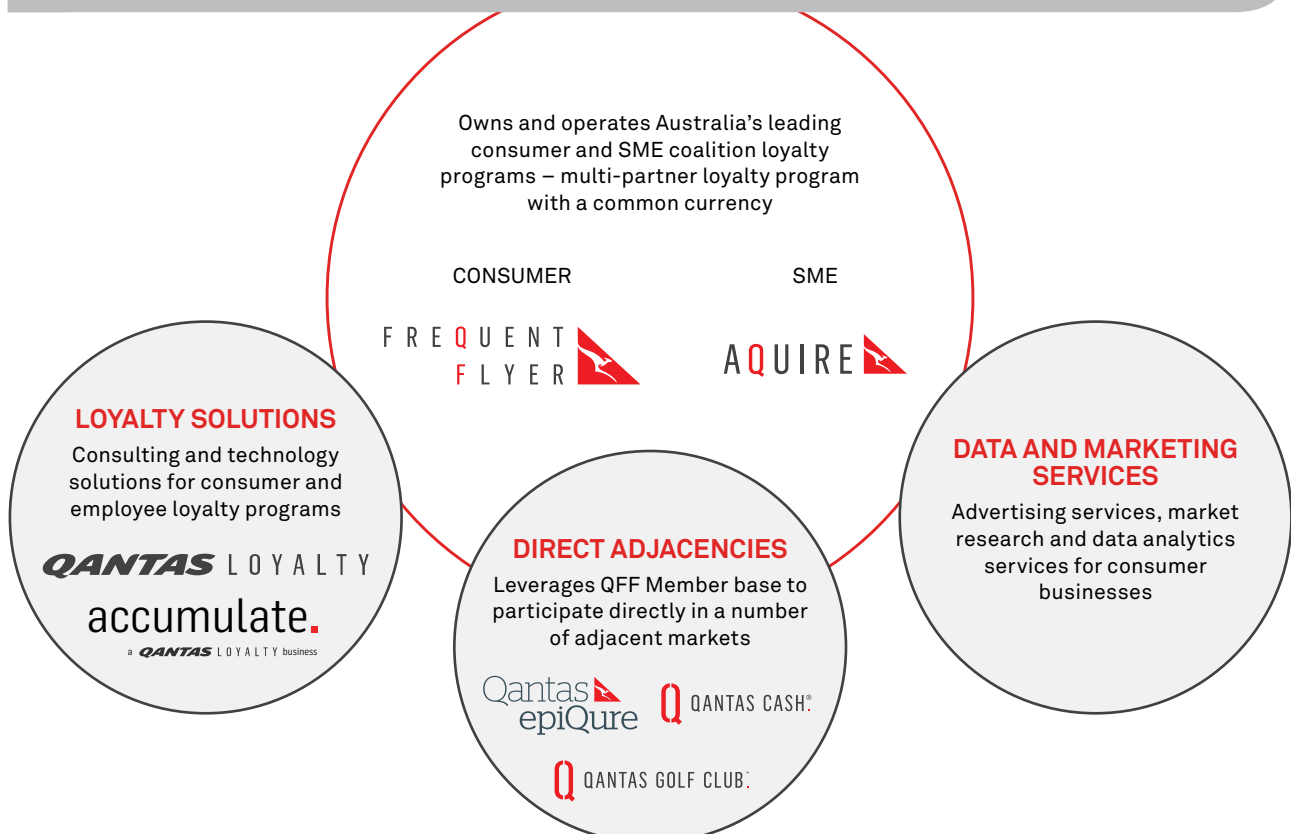 Owns and operates Australia’s leading
consumer and SME coalition loyalty
programs – multi-partner loyalty program
with a common currency
CONSUMER
SME
FREQUENT
FLYER
AQUIRE
LOYALTY SOLUTIONS
Consulting and technology
solutions for consumer and
employee loyalty programs
QANTAS LOYALTY
accumulate.
a QANTAS LOYALTY business
DIRECT ADJACENCIES
Leverages QFF Member base to
participate directly in a number
of adjacent markets
Qantas
epiQure
QANTAS CASH®
QANTAS GOLF CLUB™
DATA AND MARKETING
SERVICES
Advertising services, market
research and data analytics
services for consumer
businesses